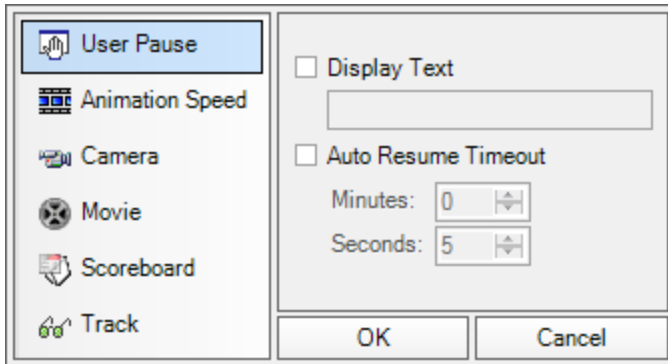 User Pause
Animation Speed
Camera
Movie
Scoreboard
Track
Display Text
Auto Resume Timeout
Minutes: 0
Seconds: 5
OK Cancel